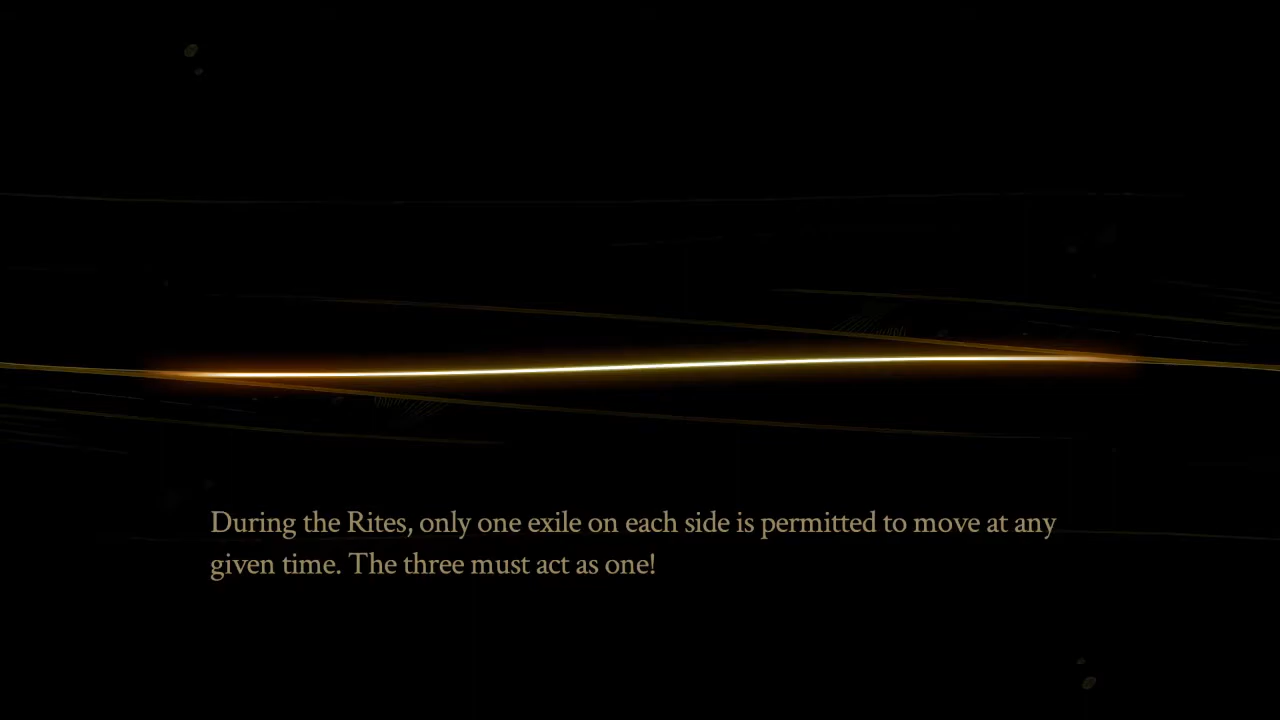 During the Rites, only one exile on each side is permitted to move at any
given time. The three must act as one!